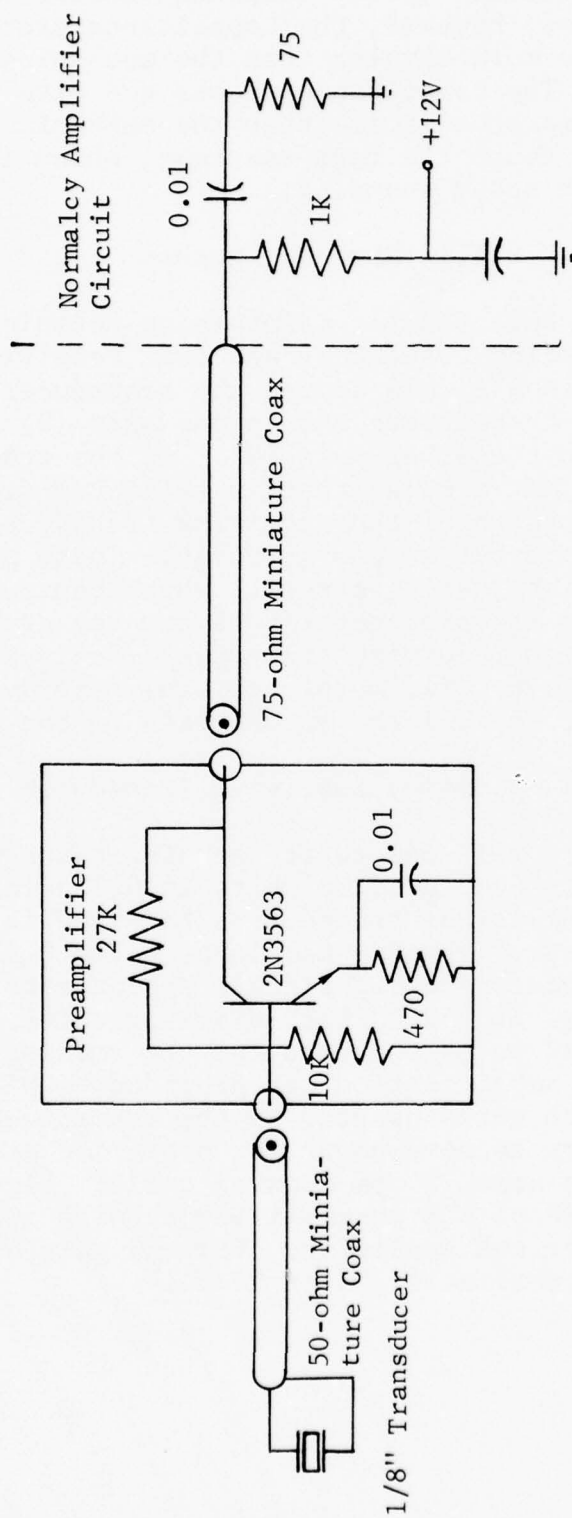 1/8" Transducer
50-ohm Minia-
ture Coax
Preamplifier
27K
2N3563
10K
470
0.01
75-ohm Miniature Coax
Normalcy Amplifier
Circuit
0.01
75
1K
+12V